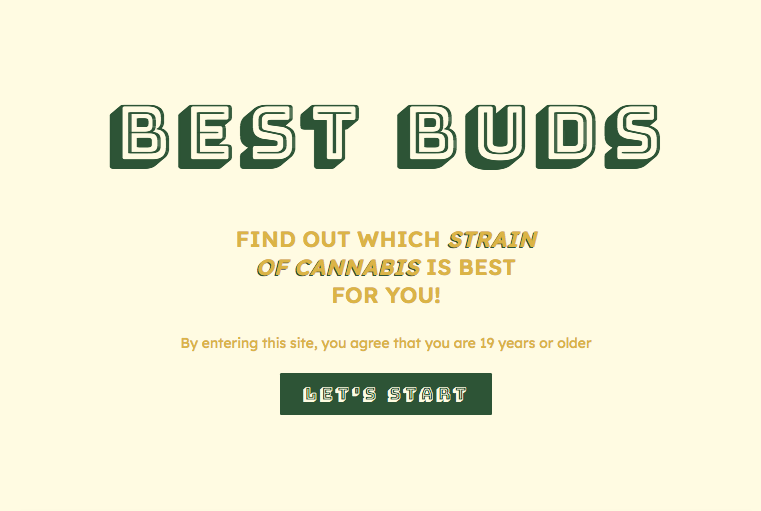 BEST BUDS
FIND OUT WHICH STRAIN
OF CANNABIS IS BEST
FOR YOU!
By entering this site, you agree that you are 19 years or older
LET'S START